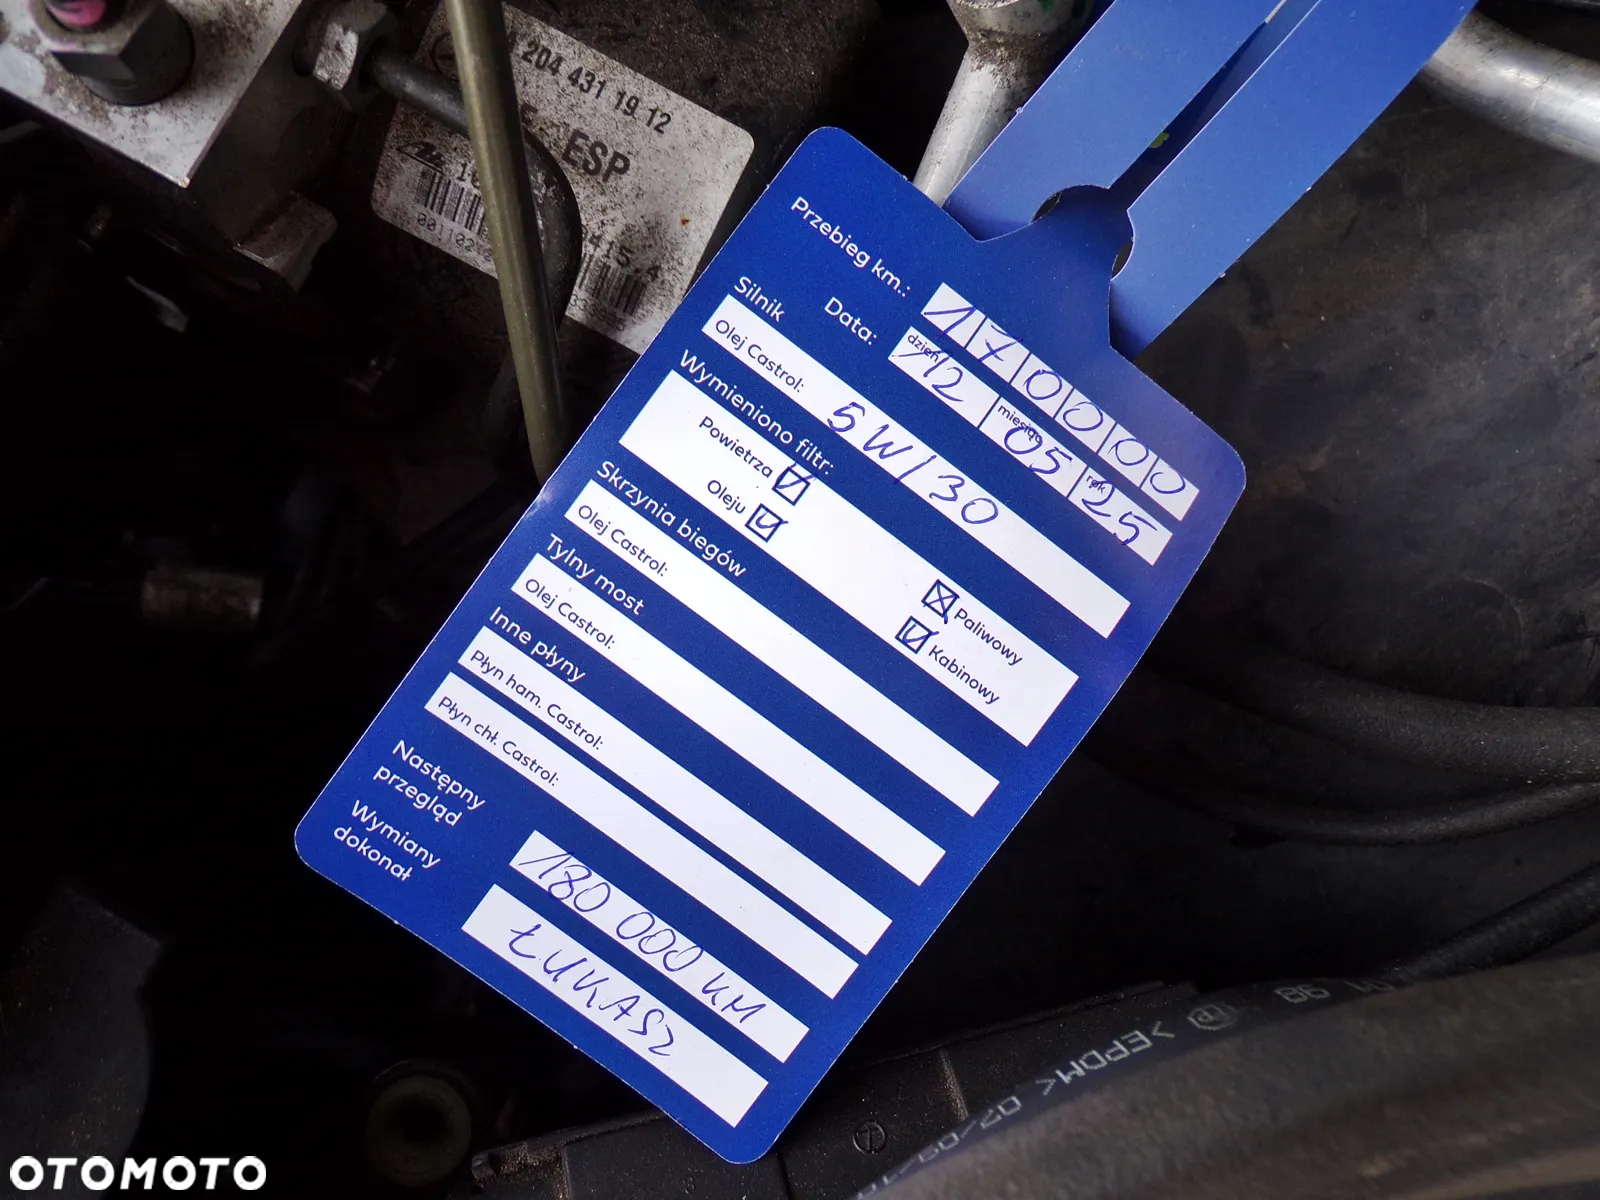 204 431 19 12
ESP
Przebieg km.: 170000
Data: dzień 12 miesiąc 05 rok 25
Silnik
Olej Castrol: 5W/30
Wymieniono filtr:
Powietrza
Oleju
Paliwowy
Kabinowy
Skrzynia biegów
Olej Castrol:
Tylny most
Olej Castrol:
Inne płyny
Płyn ham. Castrol:
Płyn chł. Castrol:
Następny przegląd 180 000 KM
Wymiany dokonał ŁUKASZ
>EPDM<
OTOMOTO